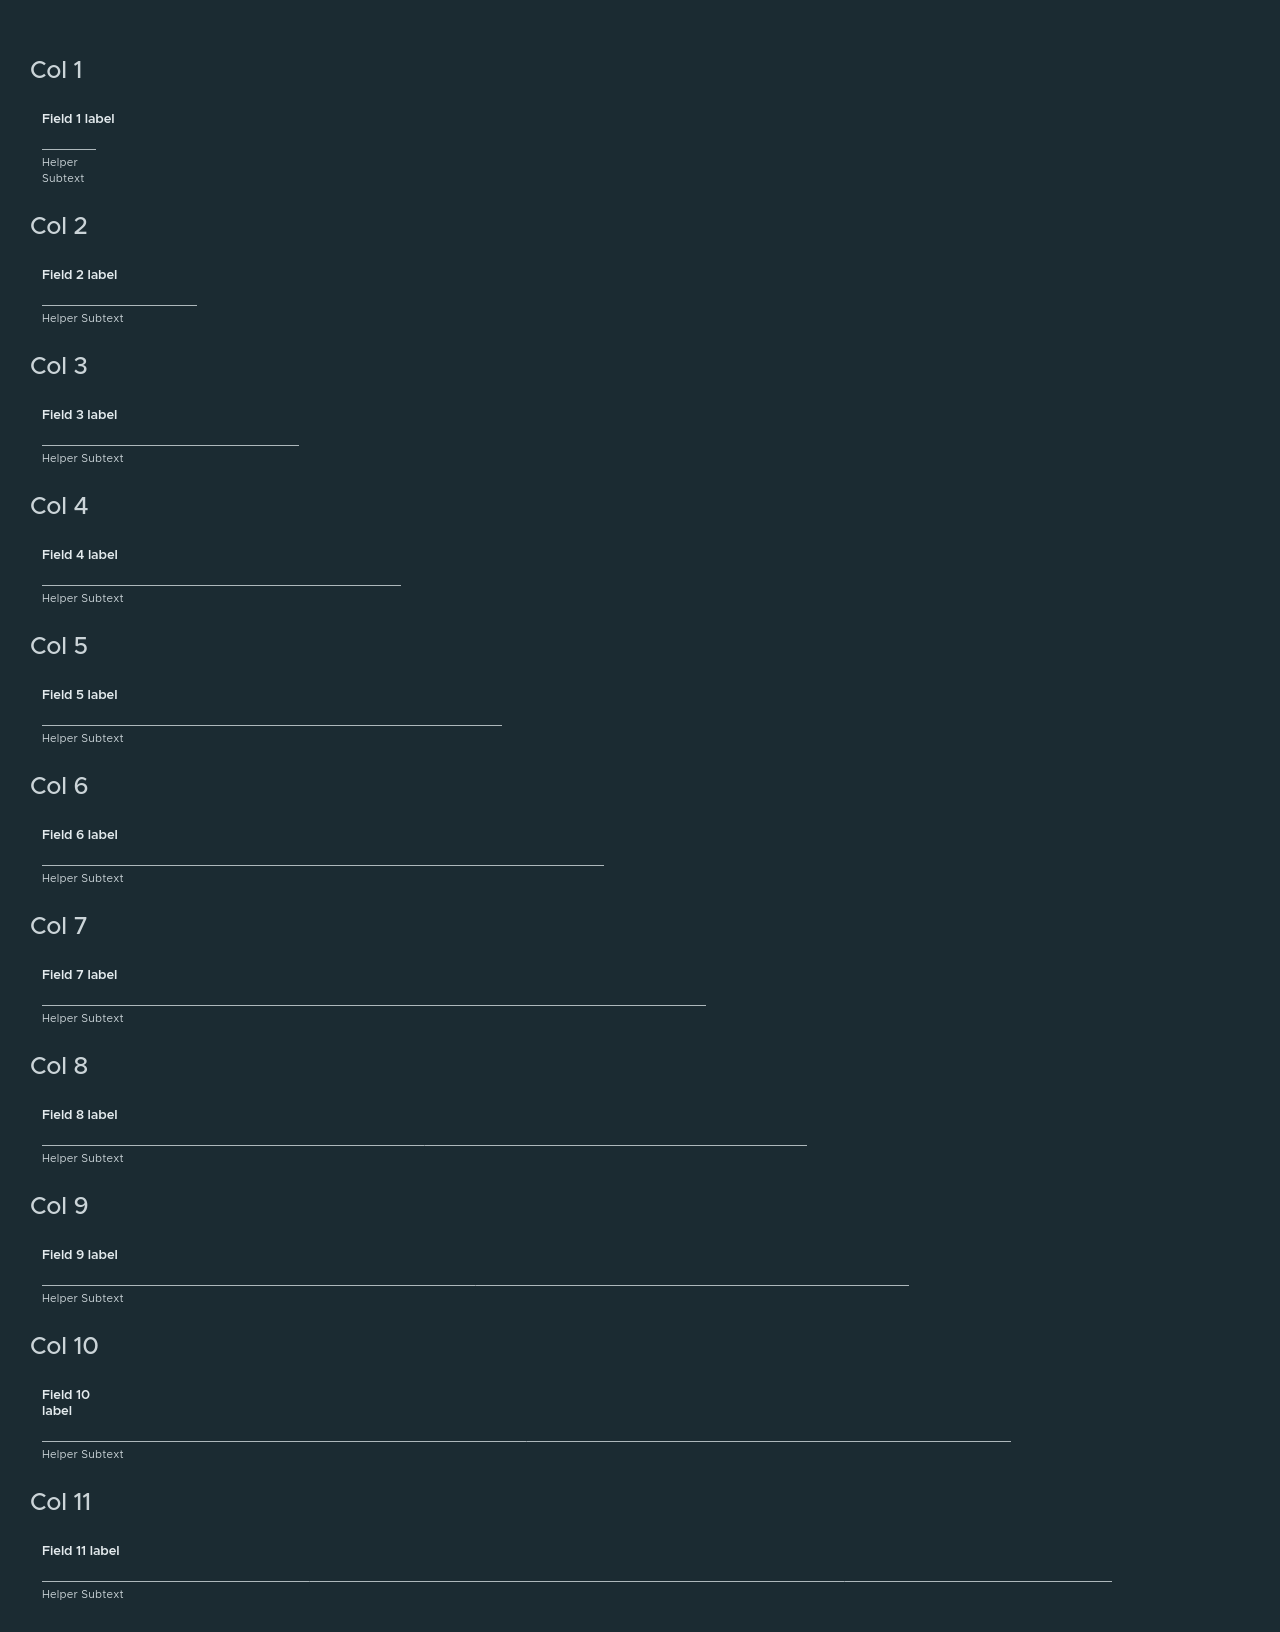 Col 1
Field 1 label
Helper
Subtext
Col 2
Field 2 label
Helper Subtext
Col 3
Field 3 label
Helper Subtext
Col 4
Field 4 label
Helper Subtext
Col 5
Field 5 label
Helper Subtext
Col 6
Field 6 label
Helper Subtext
Col 7
Field 7 label
Helper Subtext
Col 8
Field 8 label
Helper Subtext
Col 9
Field 9 label
Helper Subtext
Col 10
Field 10
label
Helper Subtext
Col 11
Field 11 label
Helper Subtext